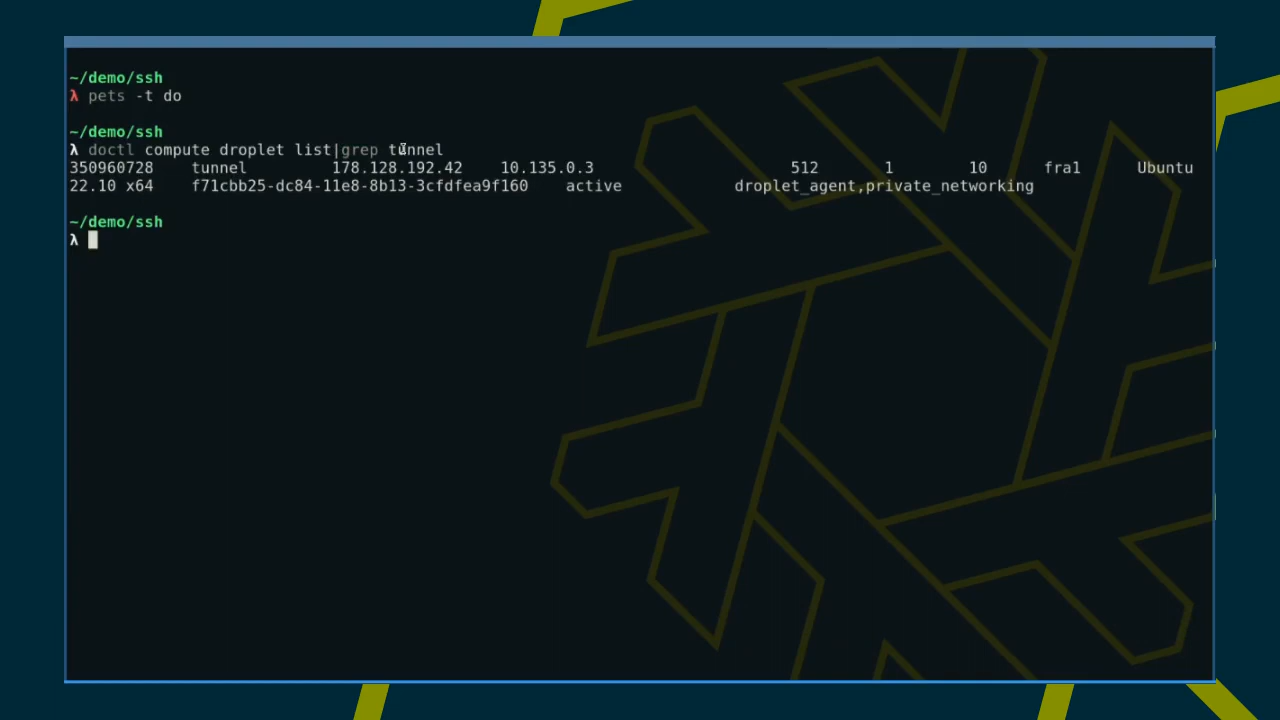 ~/demo/ssh
λ pets -t do
~/demo/ssh
λ doctl compute droplet list|grep tunnel
350960728    tunnel         178.128.192.42    10.135.0.3                     512       1        10      fra1      Ubuntu
22.10 x64    f71cbb25-dc84-11e8-8b13-3cfdfea9f160    active            droplet_agent,private_networking
~/demo/ssh
λ